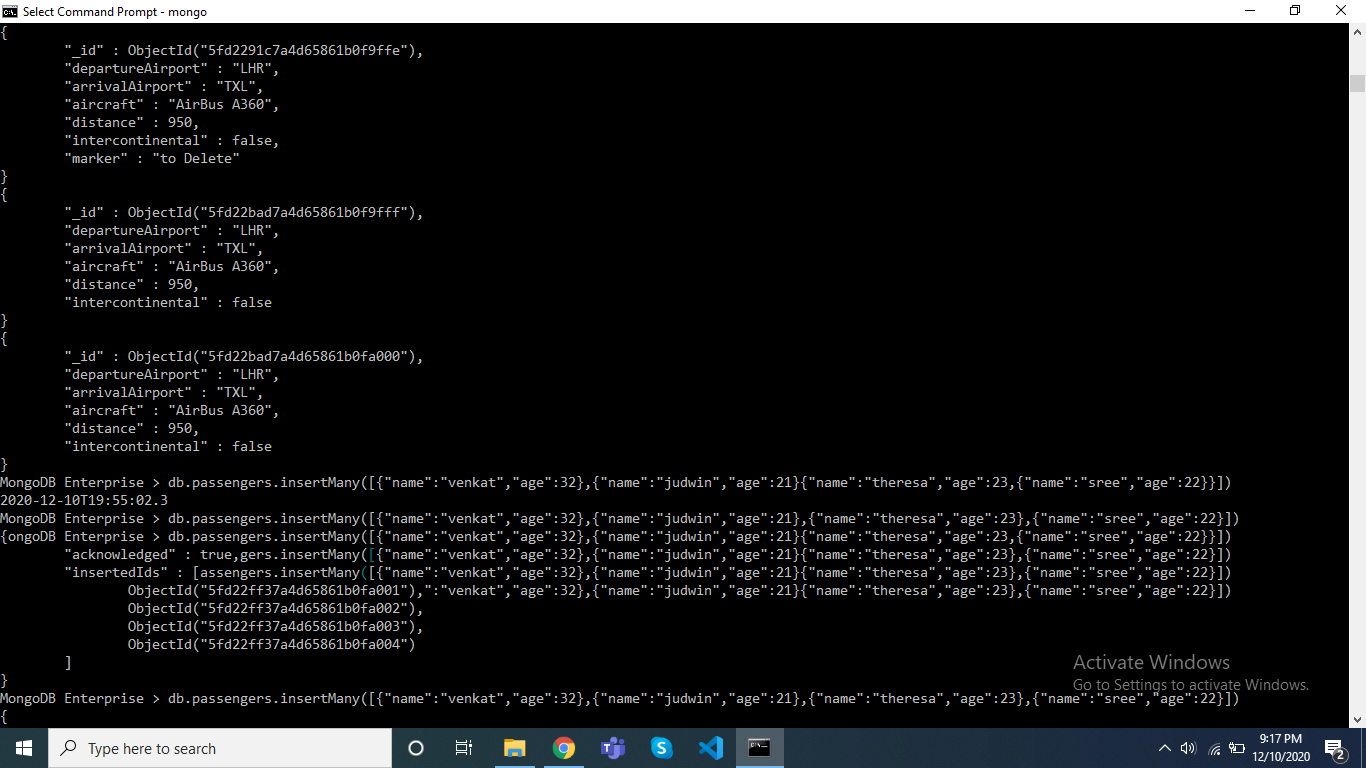 Select Command Prompt - mongo
{
"_id" : ObjectId("5fd2291c7a4d65861b0f9ffe"),
"departureAirport" : "LHR",
"arrivalAirport" : "TXL",
"aircraft" : "AirBus A360",
"distance" : 950,
"intercontinental" : false,
"marker" : "to Delete"
}
{
"_id" : ObjectId("5fd22bad7a4d65861b0f9fff"),
"departureAirport" : "LHR",
"arrivalAirport" : "TXL",
"aircraft" : "AirBus A360",
"distance" : 950,
"intercontinental" : false
}
{
"_id" : ObjectId("5fd22bad7a4d65861b0fa000"),
"departureAirport" : "LHR",
"arrivalAirport" : "TXL",
"aircraft" : "AirBus A360",
"distance" : 950,
"intercontinental" : false
}
MongoDB Enterprise > db.passengers.insertMany([{"name":"venkat","age":32},{"name":"judwin","age":21}{"name":"theresa","age":23,{"name":"sree","age":22}}])
2020-12-10T19:55:02.3
MongoDB Enterprise > db.passengers.insertMany([{"name":"venkat","age":32},{"name":"judwin","age":21},{"name":"theresa","age":23},{"name":"sree","age":22}])
{ongoDB Enterprise > db.passengers.insertMany([{"name":"venkat","age":32},{"name":"judwin","age":21}{"name":"theresa","age":23,{"name":"sree","age":22}}])
"acknowledged" : true,gers.insertMany([{"name":"venkat","age":32},{"name":"judwin","age":21}{"name":"theresa","age":23},{"name":"sree","age":22}])
"insertedIds" : [assengers.insertMany([{"name":"venkat","age":32},{"name":"judwin","age":21}{"name":"theresa","age":23},{"name":"sree","age":22}])
ObjectId("5fd22ff37a4d65861b0fa001"),":"venkat","age":32},{"name":"judwin","age":21}{"name":"theresa","age":23},{"name":"sree","age":22}])
ObjectId("5fd22ff37a4d65861b0fa002"),
ObjectId("5fd22ff37a4d65861b0fa003"),
ObjectId("5fd22ff37a4d65861b0fa004")
]
}
MongoDB Enterprise > db.passengers.insertMany([{"name":"venkat","age":32},{"name":"judwin","age":21},{"name":"theresa","age":23},{"name":"sree","age":22}])
{
Activate Windows
Go to Settings to activate Windows.
Type here to search
9:17 PM
12/10/2020
2